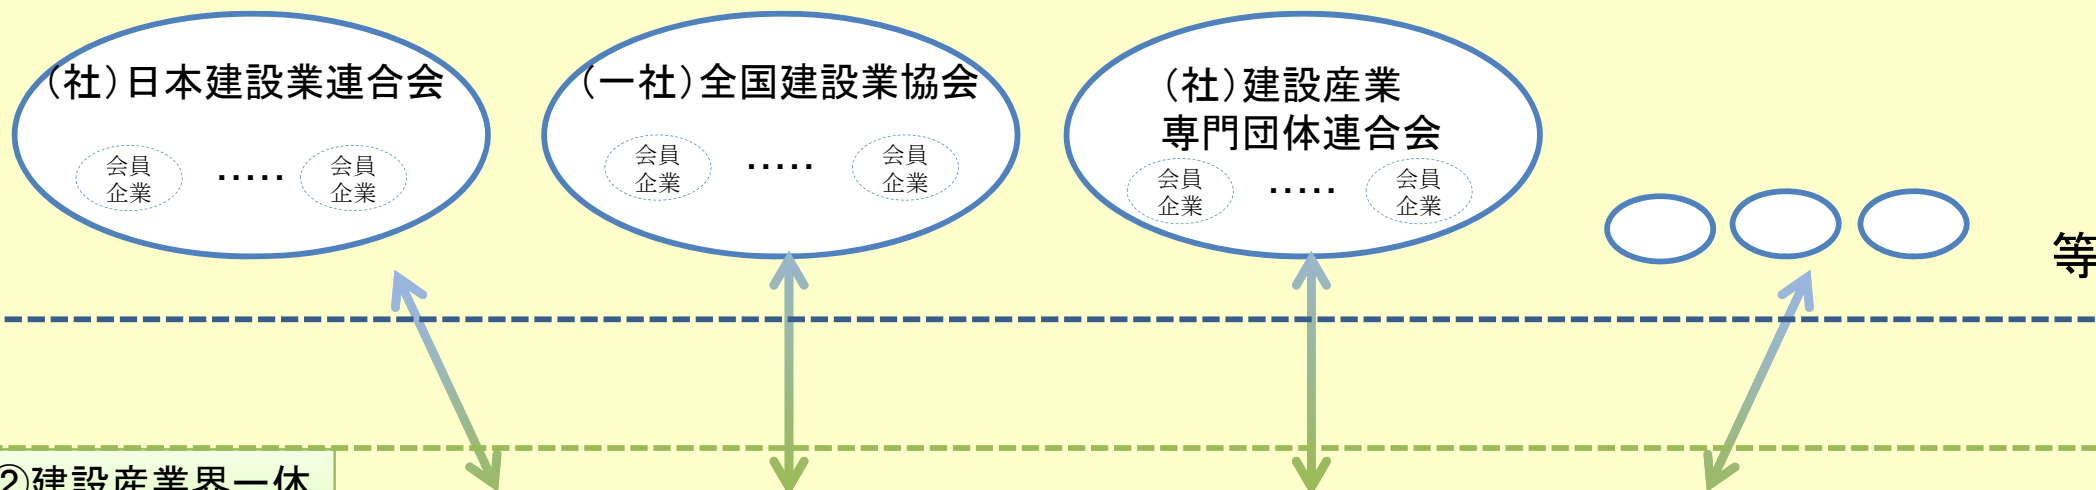 (社)日本建設業連合会
会員
企業
・・・・・
会員
企業
(一社)全国建設業協会
会員
企業
・・・・・
会員
企業
(社)建設産業
専門団体連合会
会員
企業
・・・・・
会員
企業
等
②建設産業界一体